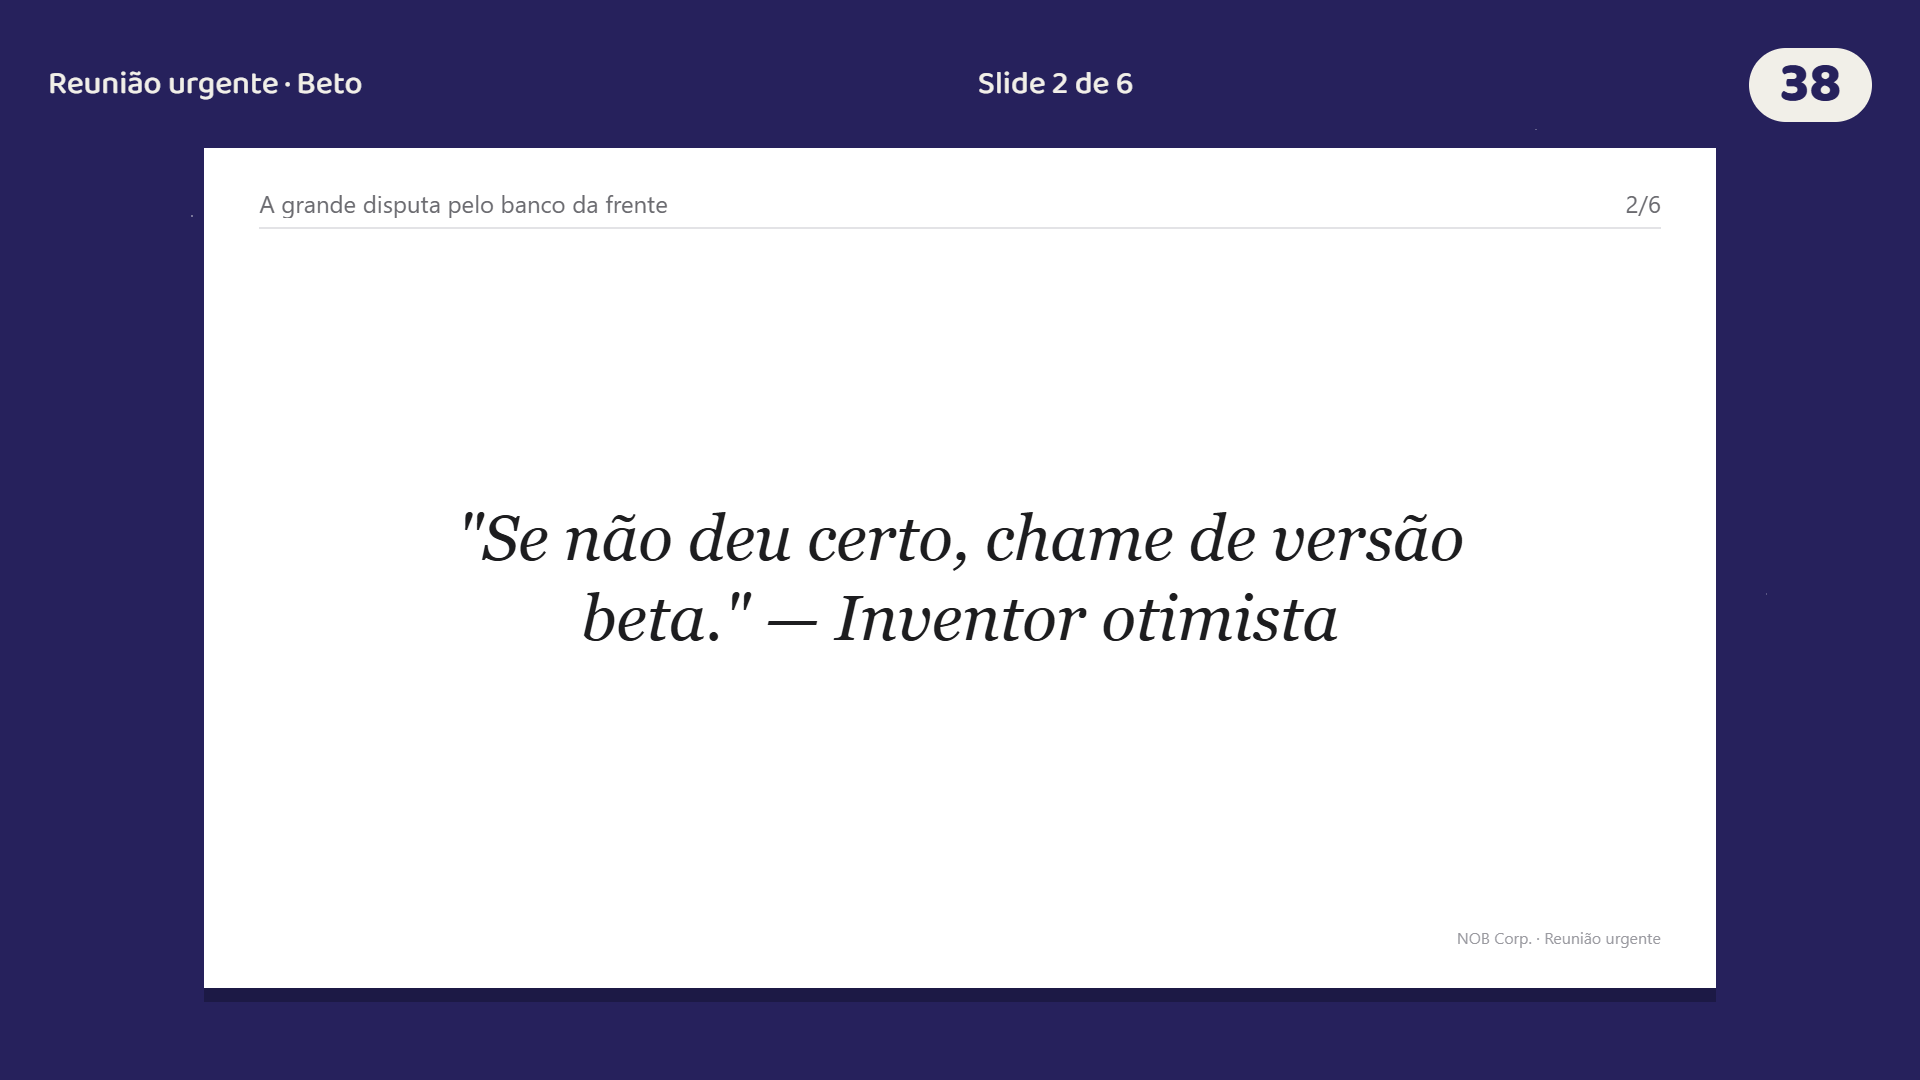 Reunião urgente · Beto
Slide 2 de 6
38
A grande disputa pelo banco da frente
2/6
"Se não deu certo, chame de versão
beta." — Inventor otimista
NOB Corp. · Reunião urgente